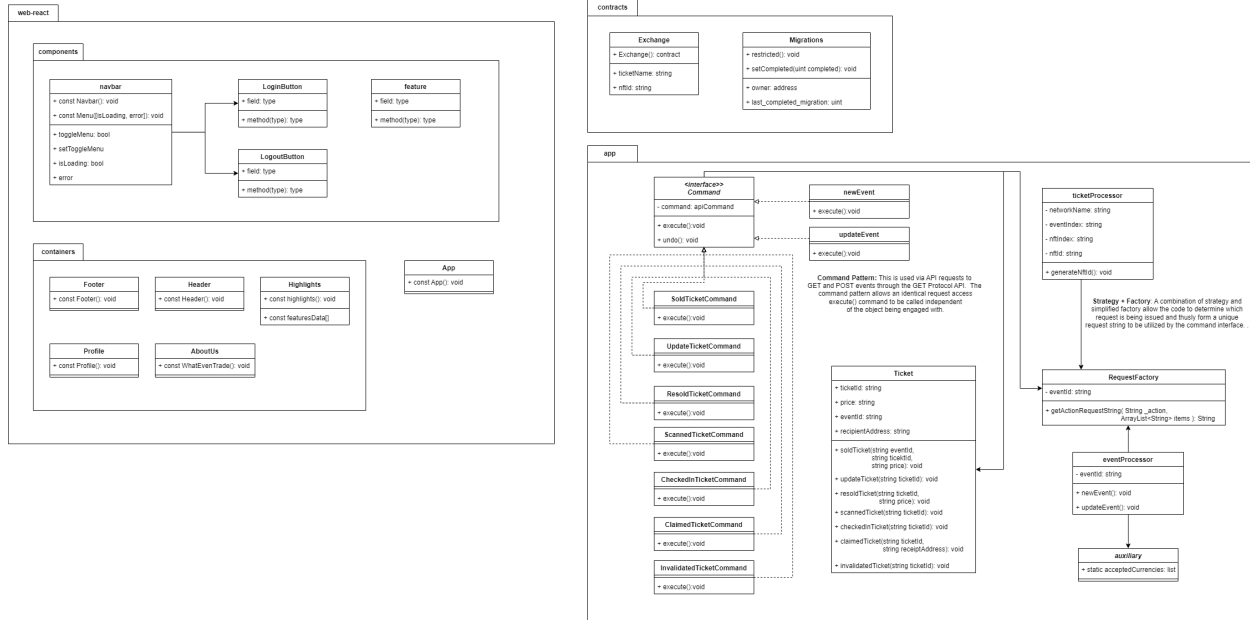 web-react
components
navbar
+ const Navbar(): void
+ const Menu([isLoading, error]): void
+ toggleMenu: bool
+ setToggleMenu
+ isLoading: bool
+ error
LoginButton
+ field: type
+ method(type): type
LogoutButton
+ field: type
+ method(type): type
feature
+ field: type
+ method(type): type
containers
Footer
+ const Footer(): void
Header
+ const Header(): void
Highlights
+ const highlights(): void
+ const featuresData[]
Profile
+ const Profile(): void
AboutUs
+ const WhatEvenTrade(): void
App
+ const App(): void
contracts
Exchange
+ Exchange(): contract
+ ticketName: string
+ nftId: string
Migrations
+ restricted(): void
+ setCompleted(uint completed): void
+ owner: address
+ last_completed_migration: uint
app
<interface>>
Command
- command: apiCommand
+ execute():void
+ undo(): void
newEvent
+ execute():void
updateEvent
+ execute():void
Command Pattern: This is used via API requests to
GET and POST events through the GET Protocol API. The
command pattern allows an identical request access
execute() command to be called independent
of the object being engaged with.
SoldTicketCommand
+ execute():void
UpdateTicketCommand
+ execute():void
ResoldTicketCommand
+ execute():void
ScannedTicketCommand
+ execute():void
CheckedInTicketCommand
+ execute():void
ClaimedTicketCommand
+ execute():void
InvalidatedTicketCommand
+ execute():void
Ticket
+ ticketId: string
+ price: string
+ eventId: string
+ recipientAddress: string
+ soldTicket(string eventId,
string ticektId,
string price): void
+ updateTicket(string ticketId): void
+ resoldTicket(string ticketId,
string price): void
+ scannedTicket(string ticketId): void
+ checkedInTicket(string ticketId): void
+ claimedTicket(string ticketId,
string receiptAddress): void
+ invalidatedTicket(string ticketId): void
ticketProcessor
- networkName: string
- eventIndex: string
- nftIndex: string
- nftId: string
+ generateNftId(): void
Strategy + Factory: A combination of strategy and
simplified factory allow the code to determine which
request is being issued and thusly form a unique
request string to be utilized by the command interface. .
RequestFactory
- eventId: string
+ getActionRequestString( String _action,
ArrayList<String> items ): String
eventProcessor
- eventId: string
+ newEvent(): void
+ updateEvent(): void
auxiliary
+ static acceptedCurrencies: list